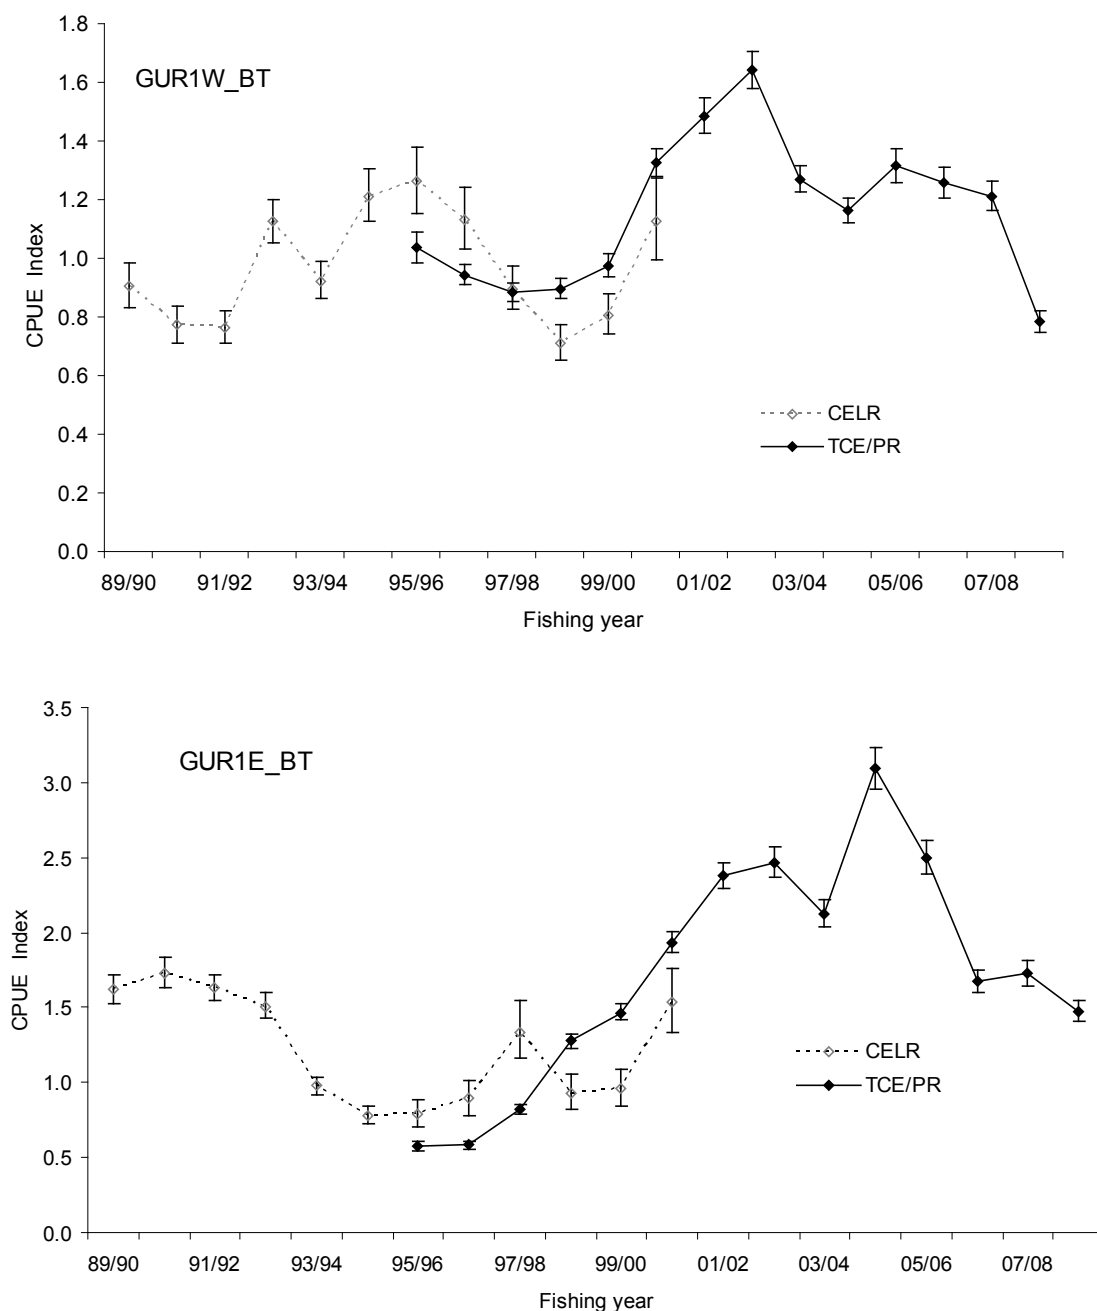 1.8
GUR1W_BT
1.6
1.4
1.2
1.0
0.8
0.6
0.4
0.2
0.0
CPUE Index
CELR
TCE/PR
89/90 91/92 93/94 95/96 97/98 99/00 01/02 03/04 05/06 07/08
Fishing year
3.5
GUR1E_BT
3.0
2.5
2.0
1.5
1.0
0.5
0.0
CPUE Index
CELR
TCE/PR
89/90 91/92 93/94 95/96 97/98 99/00 01/02 03/04 05/06 07/08
Fishing year